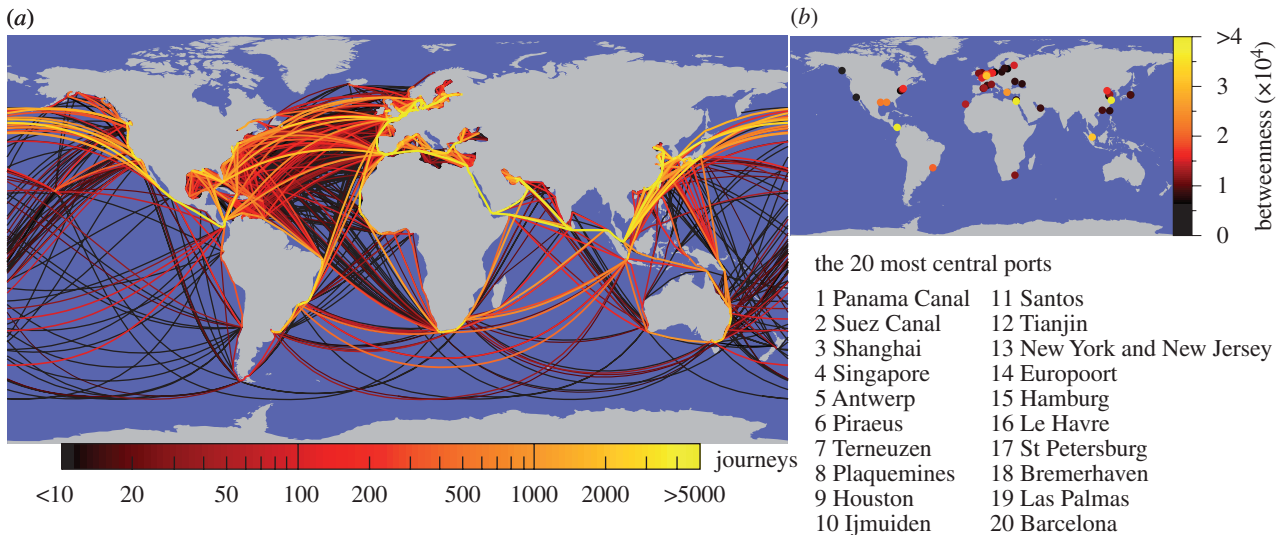 (a)
<10 20 50 100 200 500 1000 2000 >5000
journeys
(b)
>4
3
2
1
0
betweenness (×10⁴)
the 20 most central ports
1 Panama Canal
2 Suez Canal
3 Shanghai
4 Singapore
5 Antwerp
6 Piraeus
7 Terneuzen
8 Plaquemines
9 Houston
10 Ijmuiden
11 Santos
12 Tianjin
13 New York and New Jersey
14 Europoort
15 Hamburg
16 Le Havre
17 St Petersburg
18 Bremerhaven
19 Las Palmas
20 Barcelona